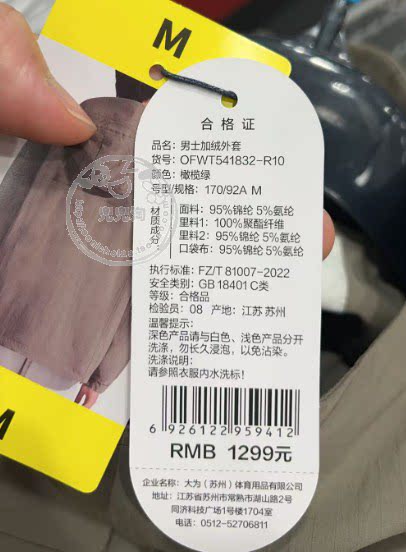 M
合格证
品名：男士加绒外套
货号：OFWT541832-R10
颜色：橄榄绿
号型/规格：170/92A M
材质成分
面料：95%锦纶 5%氨纶
里料1：100%聚酯纤维
里料2：95%锦纶 5%氨纶
口袋布：95%锦纶 5%氨纶
执行标准：FZ/T 81007-2022
安全类别：GB 18401 C类
等级：合格品
检验员：08 产地：江苏 苏州
温馨提示：
深色产品请与白色、浅色产品分开
洗涤，勿长久浸泡，以免沾染。
洗涤说明：
请参照衣服内水洗标！
6 926122 959412
RMB 1299元
企业名称：大为（苏州）体育用品有限公司
地址：江苏省苏州市常熟市湖山路2号
同济科技广场1号楼1704室
电话：0512-52706811
M